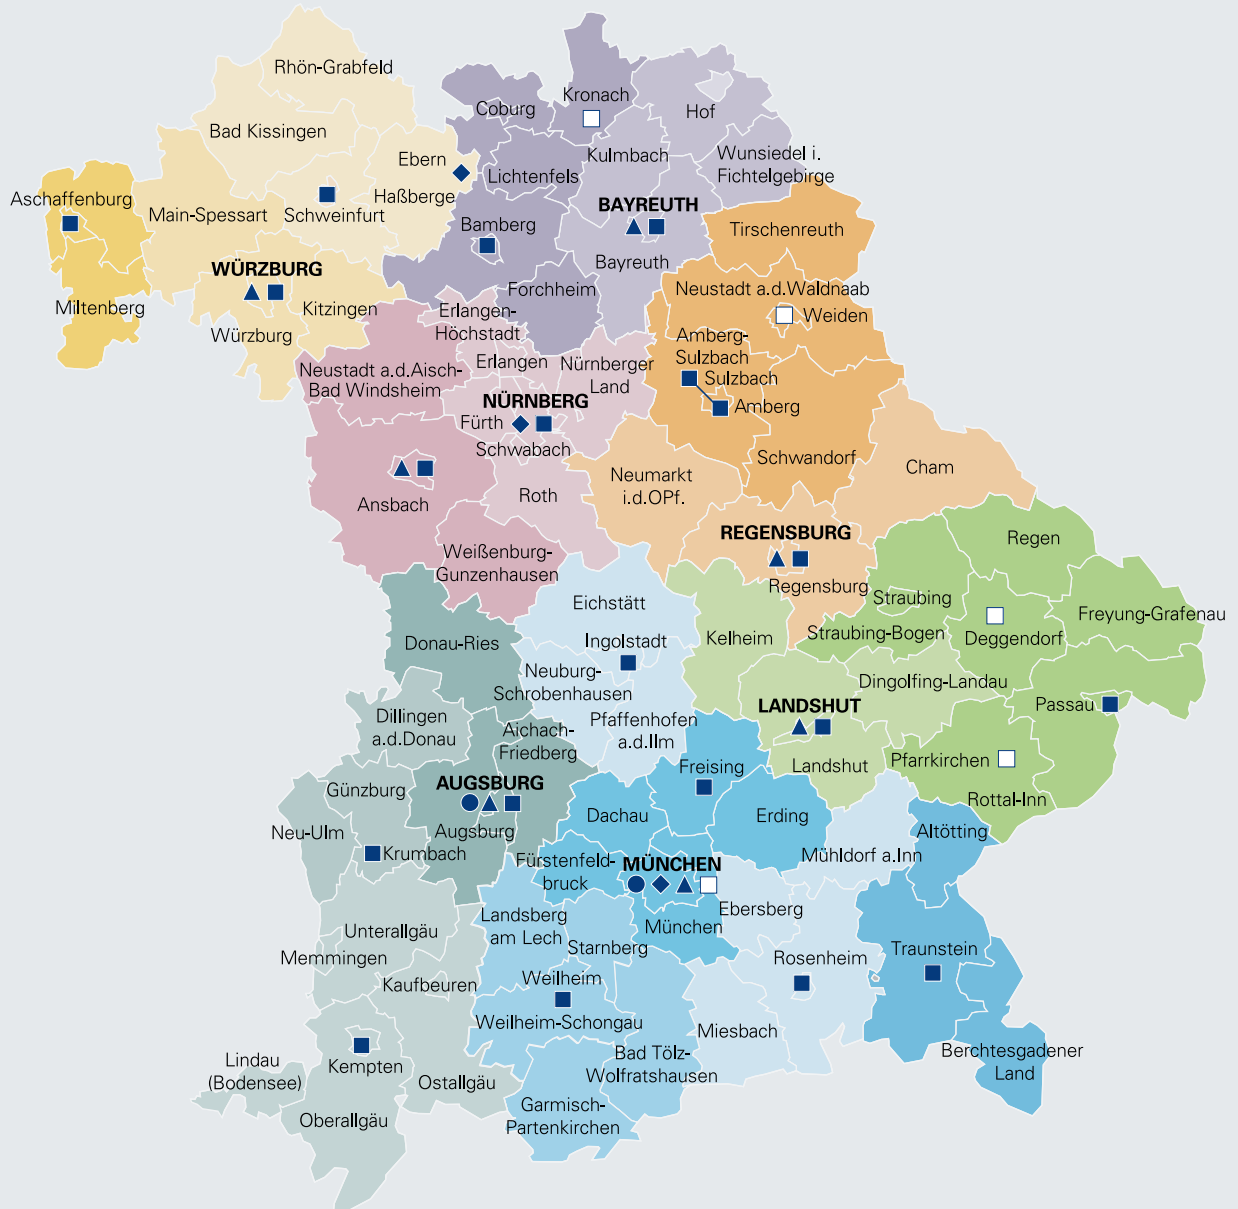 Rhön-Grabfeld
Coburg
Kronach
Hof
Bad Kissingen
Ebern
Lichtenfels
Kulmbach
Wunsiedel i.
Fichtelgebirge
Aschaffenburg
Main-Spessart
Schweinfurt
Haßberge
Bamberg
BAYREUTH
Bayreuth
Tirschenreuth
WÜRZBURG
Miltenberg
Kitzingen
Würzburg
Forchheim
Erlangen-
Höchstadt
Neustadt a.d.Waldnaab
Weiden
Neustadt a.d.Aisch-
Bad Windsheim
Erlangen
Nürnberger
Land
Amberg-
Sulzbach
Sulzbach
Amberg
NÜRNBERG
Fürth
Schwabach
Schwandorf
Cham
Ansbach
Roth
Neumarkt
i.d.OPf.
Weißenburg-
Gunzenhausen
REGENSBURG
Regensburg
Regen
Eichstätt
Straubing
Freyung-Grafenau
Donau-Ries
Ingolstadt
Kelheim
Straubing-Bogen
Deggendorf
Neuburg-
Schrobenhausen
Dingolfing-Landau
Dillingen
a.d.Donau
Aichach-
Friedberg
Pfaffenhofen
a.d.Ilm
LANDSHUT
Landshut
Passau
Pfarrkirchen
Rottal-Inn
Günzburg
AUGSBURG
Augsburg
Freising
Neu-Ulm
Krumbach
Dachau
Erding
Altötting
Fürstenfeld-
bruck
MÜNCHEN
Mühldorf a.Inn
Landsberg
am Lech
Starnberg
München
Ebersberg
Unterallgäu
Memmingen
Kaufbeuren
Weilheim
Weilheim-Schongau
Rosenheim
Traunstein
Miesbach
Lindau
(Bodensee)
Kempten
Ostallgäu
Bad Tölz-
Wolfratshausen
Berchtesgadener
Land
Oberallgäu
Garmisch-
Partenkirchen